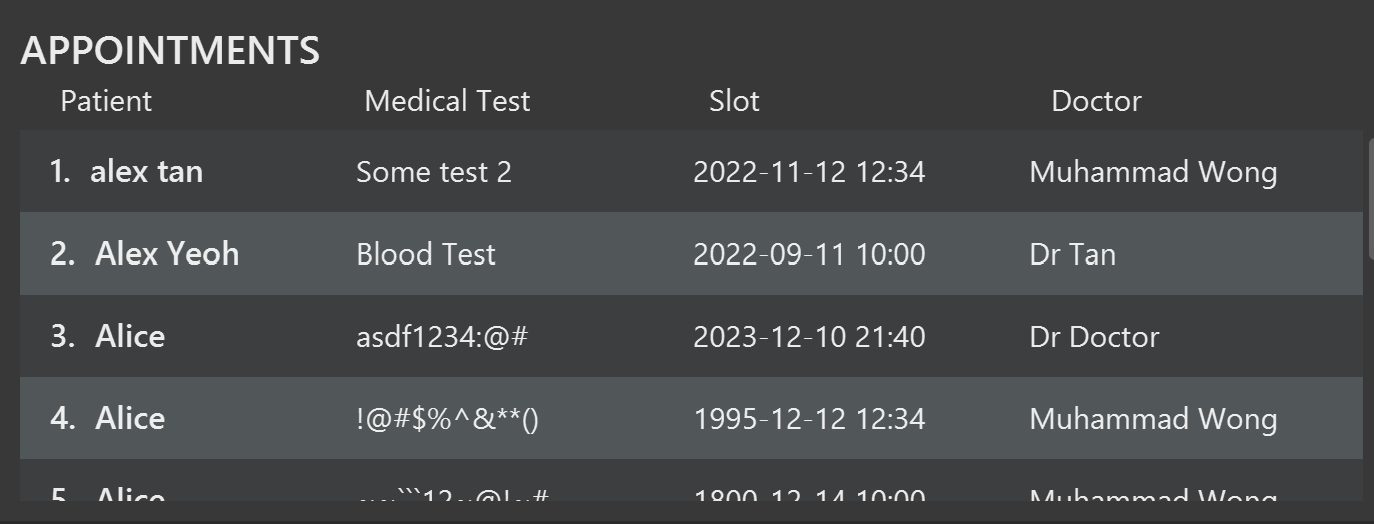 APPOINTMENTS
Patient Medical Test Slot Doctor
1. alex tan Some test 2 2022-11-12 12:34 Muhammad Wong
2. Alex Yeoh Blood Test 2022-09-11 10:00 Dr Tan
3. Alice asdf1234:@# 2023-12-10 21:40 Dr Doctor
4. Alice !@#$%^&**() 1995-12-12 12:34 Muhammad Wong
5. Alice 1800-12-14 10:00 Muhammad Wong